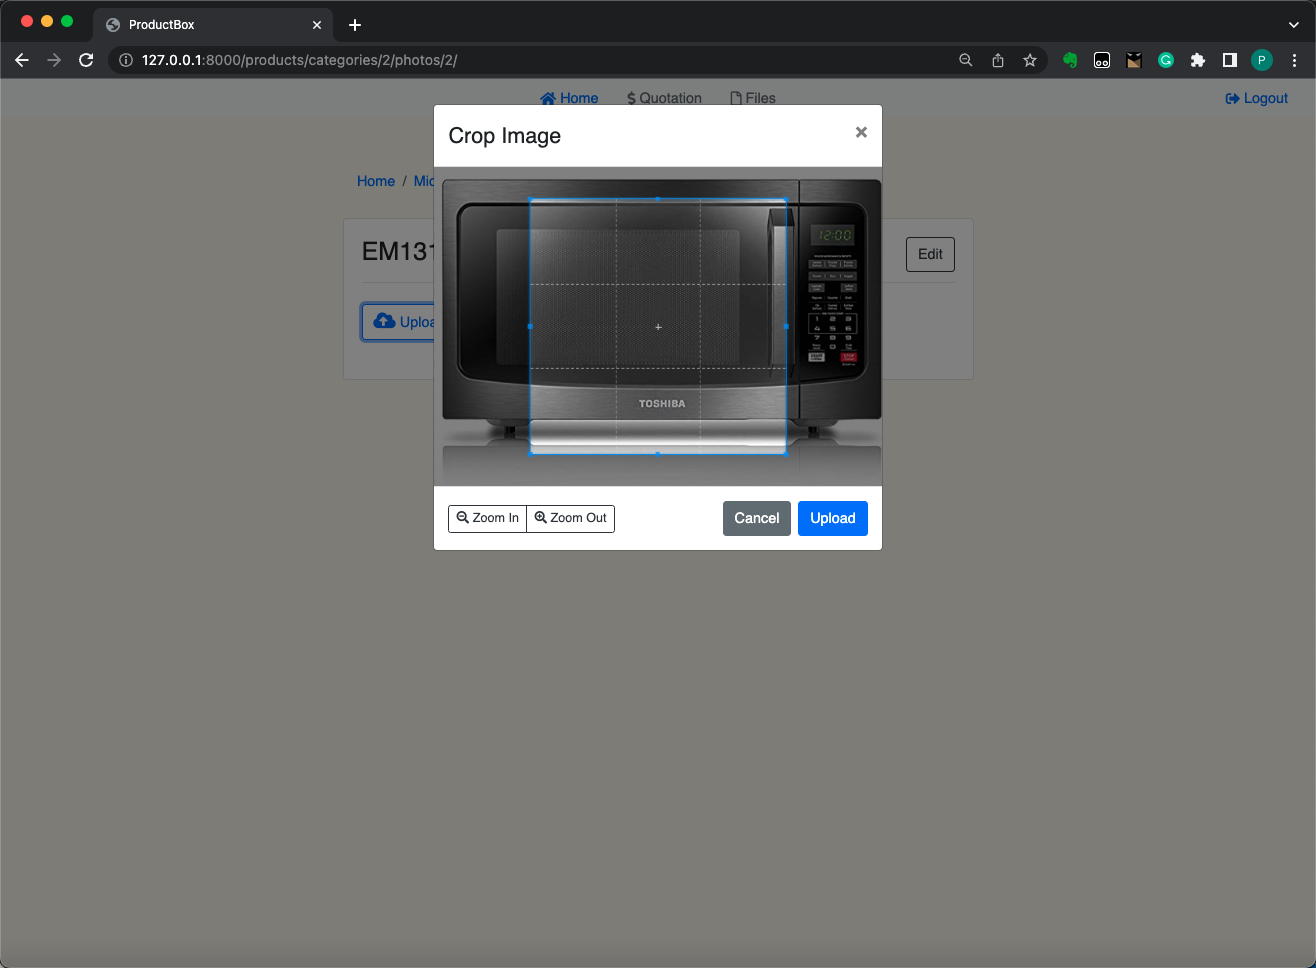 ProductBox
127.0.0.1:8000/products/categories/2/photos/2/
Home $ Quotation Files Logout
Crop Image
Home / Mic
EM131
Edit
Uploa
12:00
TOSHIBA
Zoom In Zoom Out
Cancel Upload